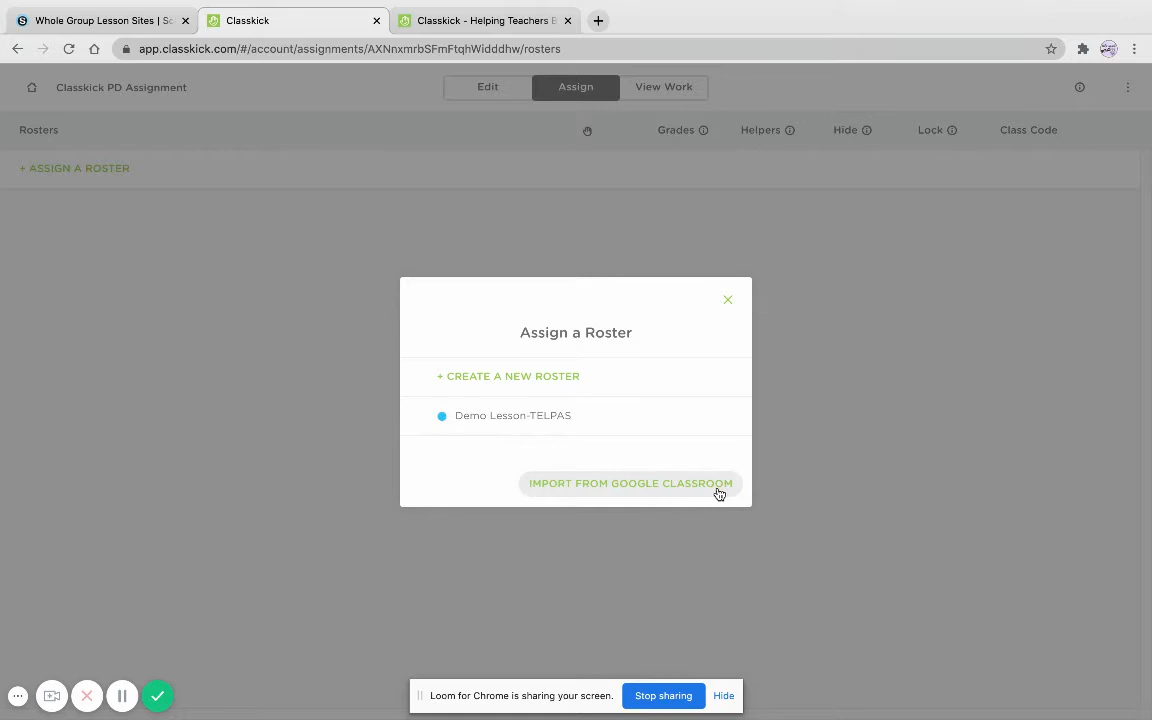 Whole Group Lesson Sites | Sc
Classkick
Classkick - Helping Teachers B
app.classkick.com/#/account/assignments/AXNnxmrbSFmFtqhWidddhw/rosters
Classkick PD Assignment
Edit
Assign
View Work
Rosters
Grades
Helpers
Hide
Lock
Class Code
+ ASSIGN A ROSTER
Assign a Roster
+ CREATE A NEW ROSTER
Demo Lesson-TELPAS
IMPORT FROM GOOGLE CLASSROOM
Loom for Chrome is sharing your screen.
Stop sharing
Hide